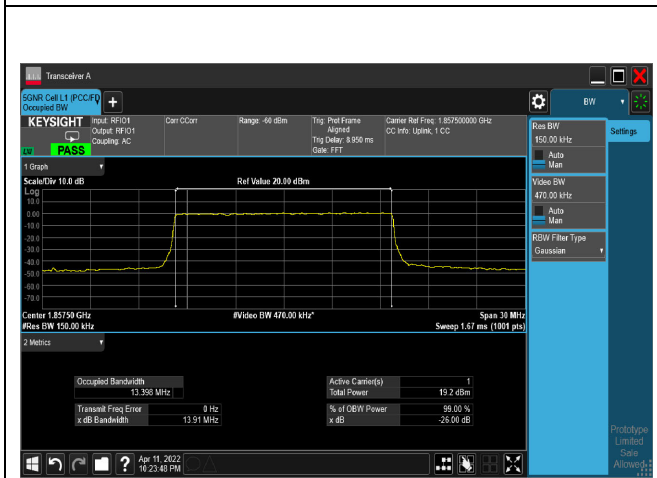 Transceiver A
5GNR Cell L1 (PCC/FD
Occupied BW
+
BW
KEYSIGHT
Input: RFIO1
Output: RFIO1
Coupling: AC
Corr CCorr
Range: -60 dBm
Trig: Pret Frame
Aligned
Trig Delay: 8.950 ms
Gate: FFT
Carrier Ref Freq: 1.857500000 GHz
CC Info: Uplink, 1 CC
PASS
1 Graph
Scale/Div 10.0 dB
Ref Value 20.00 dBm
Log
10.0
0.00
-10.0
-20.0
-30.0
-40.0
-50.0
-60.0
-70.0
Center 1.85750 GHz
#Video BW 470.00 kHz*
Span 30 MHz
#Res BW 150.00 kHz
Sweep 1.67 ms (1001 pts)
2 Metrics
Occupied Bandwidth
13.398 MHz
Transmit Freq Error 0 Hz
x dB Bandwidth 13.91 MHz
Active Carrier(s) 1
Total Power 19.2 dBm
% of OBW Power 99.00 %
x dB -26.00 dB
Res BW
150.00 kHz
Auto
Man
Video BW
470.00 kHz
Auto
Man
RBW Filter Type
Gaussian
Settings
Prototype
Limited
Sale
Allowed
?
Apr 11, 2022
10:23:48 PM